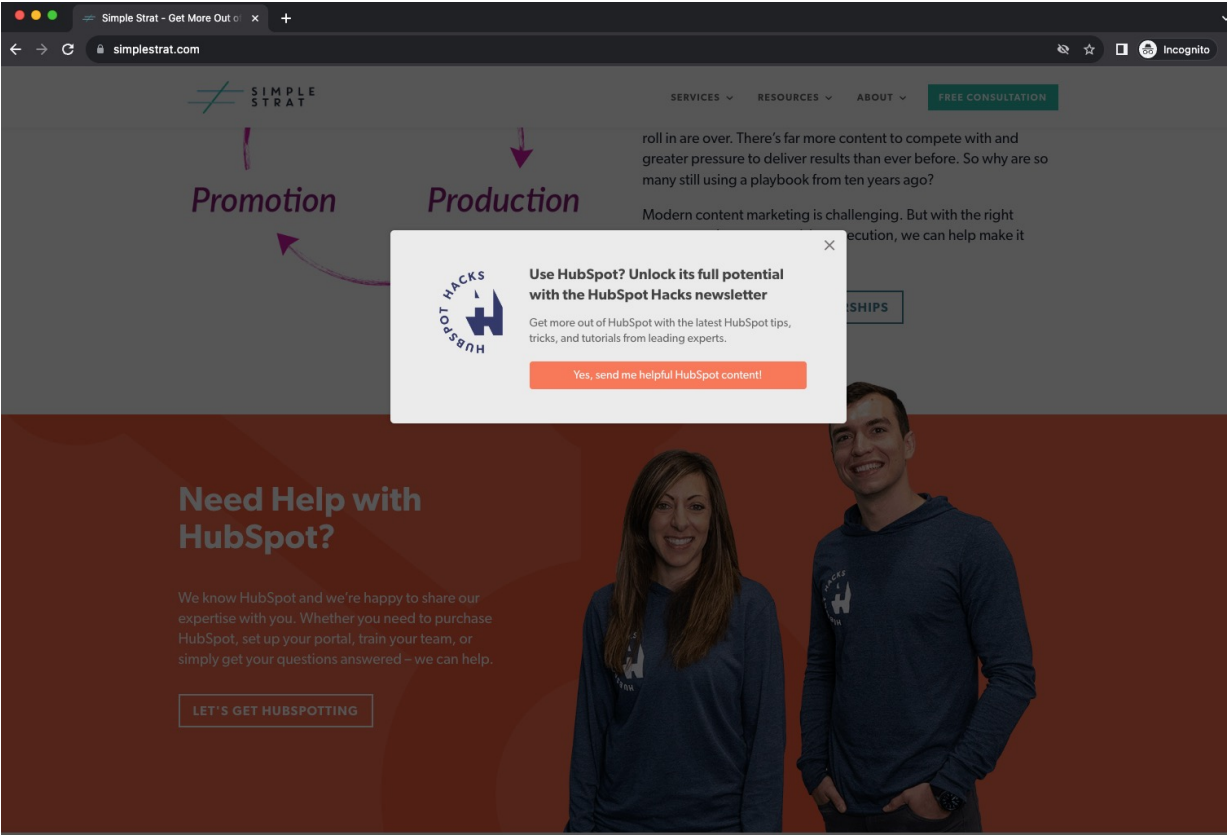 Simple Strat - Get More Out of
simplestrat.com
Incognito
SIMPLE
STRAT
SERVICES
RESOURCES
ABOUT
FREE CONSULTATION
Promotion
Production
roll in are over. There's far more content to compete with and
greater pressure to deliver results than ever before. So why are so
many still using a playbook from ten years ago?
Modern content marketing is challenging. But with the right
ecution, we can help make it
SHIPS
HUBSPOT HACKS
Use HubSpot? Unlock its full potential
with the HubSpot Hacks newsletter
Get more out of HubSpot with the latest HubSpot tips,
tricks, and tutorials from leading experts.
Yes, send me helpful HubSpot content!
Need Help with
HubSpot?
We know HubSpot and we're happy to share our
expertise with you. Whether you need to purchase
HubSpot, set up your portal, train your team, or
simply get your questions answered – we can help.
LET'S GET HUBSPOTTING